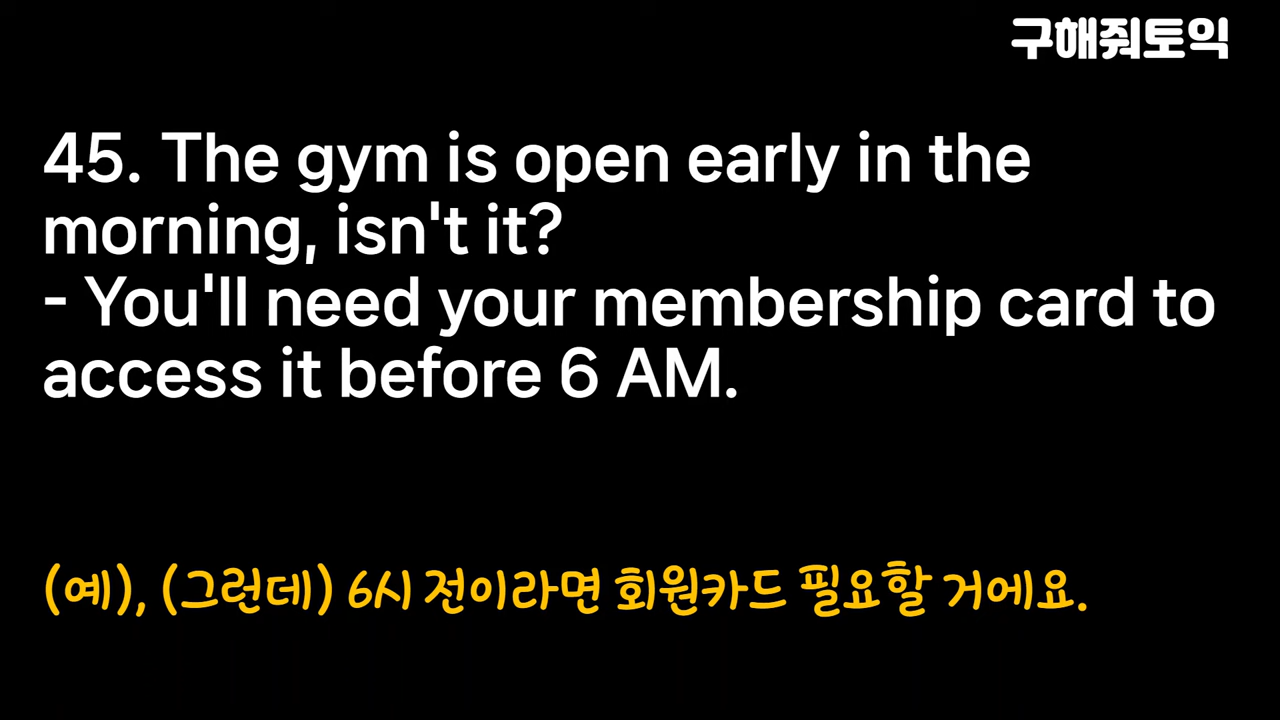 구해줘토익
45. The gym is open early in the
morning, isn't it?
- You'll need your membership card to
access it before 6 AM.
(예), (그런데) 6시 전이라면 회원카드 필요할 거에요.